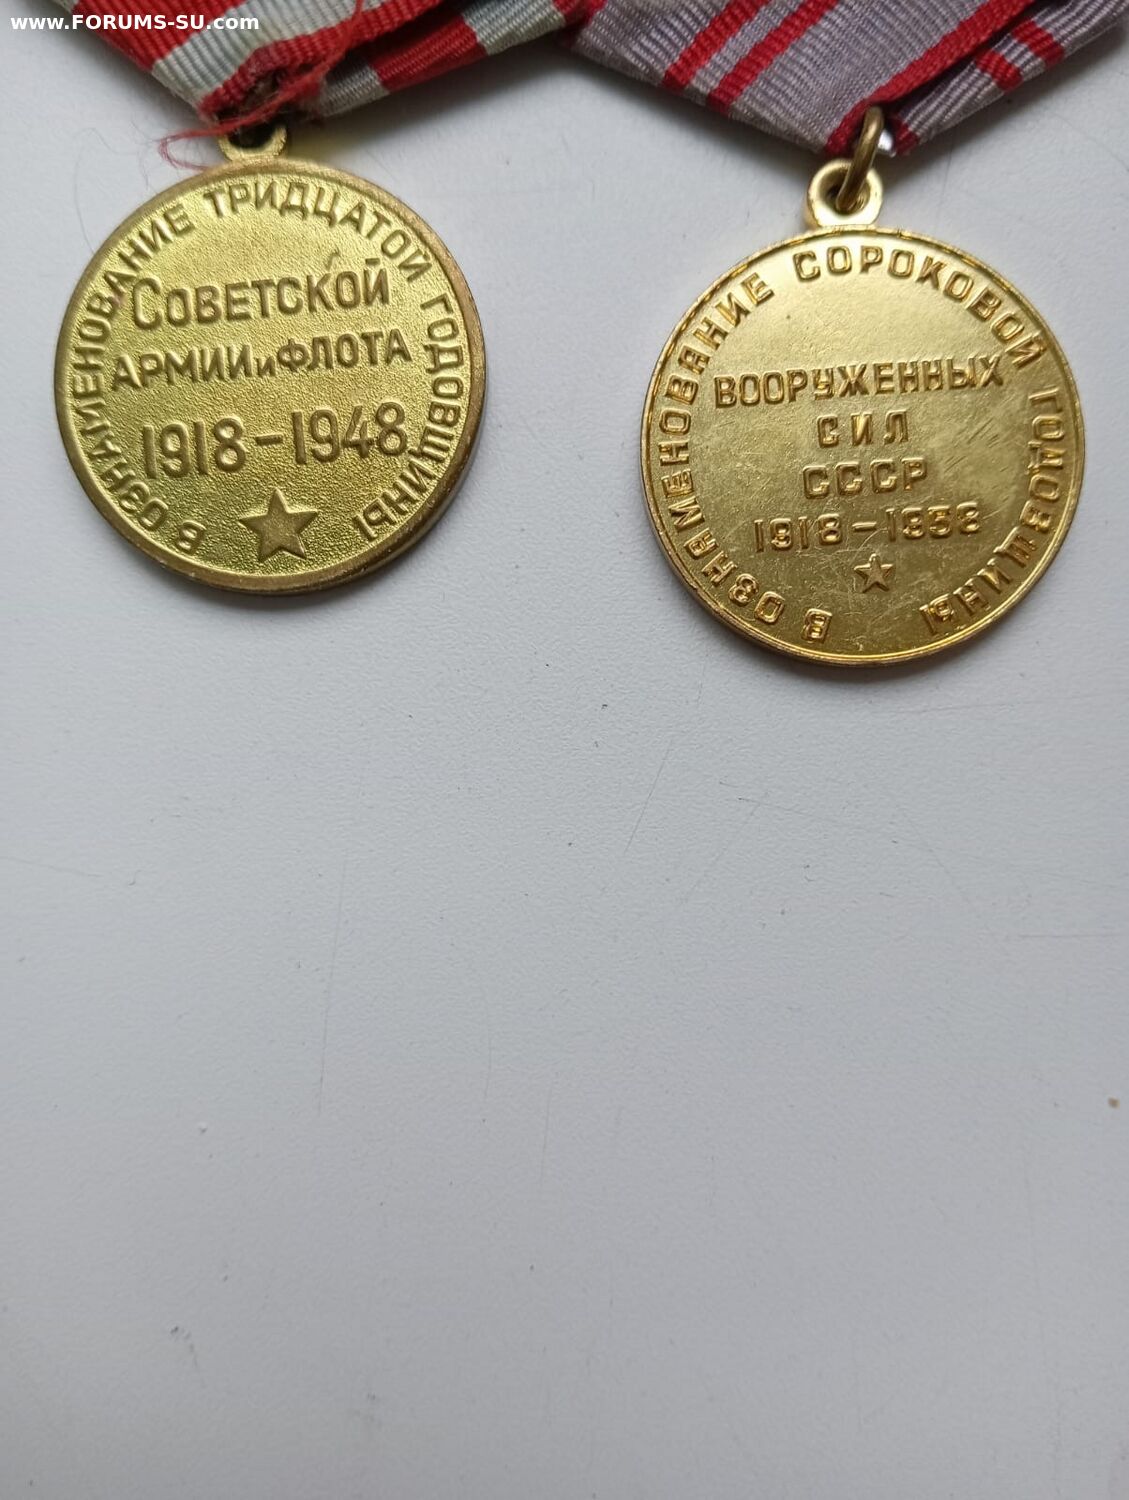 www.FORUMS-SU.com
В ОЗНАМЕНОВАНИЕ ТРИДЦАТОЙ ГОДОВЩИНЫ
СОВЕТСКОЙ
АРМИИ и ФЛОТА
1918-1948
В ОЗНАМЕНОВАНИЕ СОРОКОВОЙ ГОДОВЩИНЫ
ВООРУЖЕННЫХ
СИЛ
СССР
1918-1958